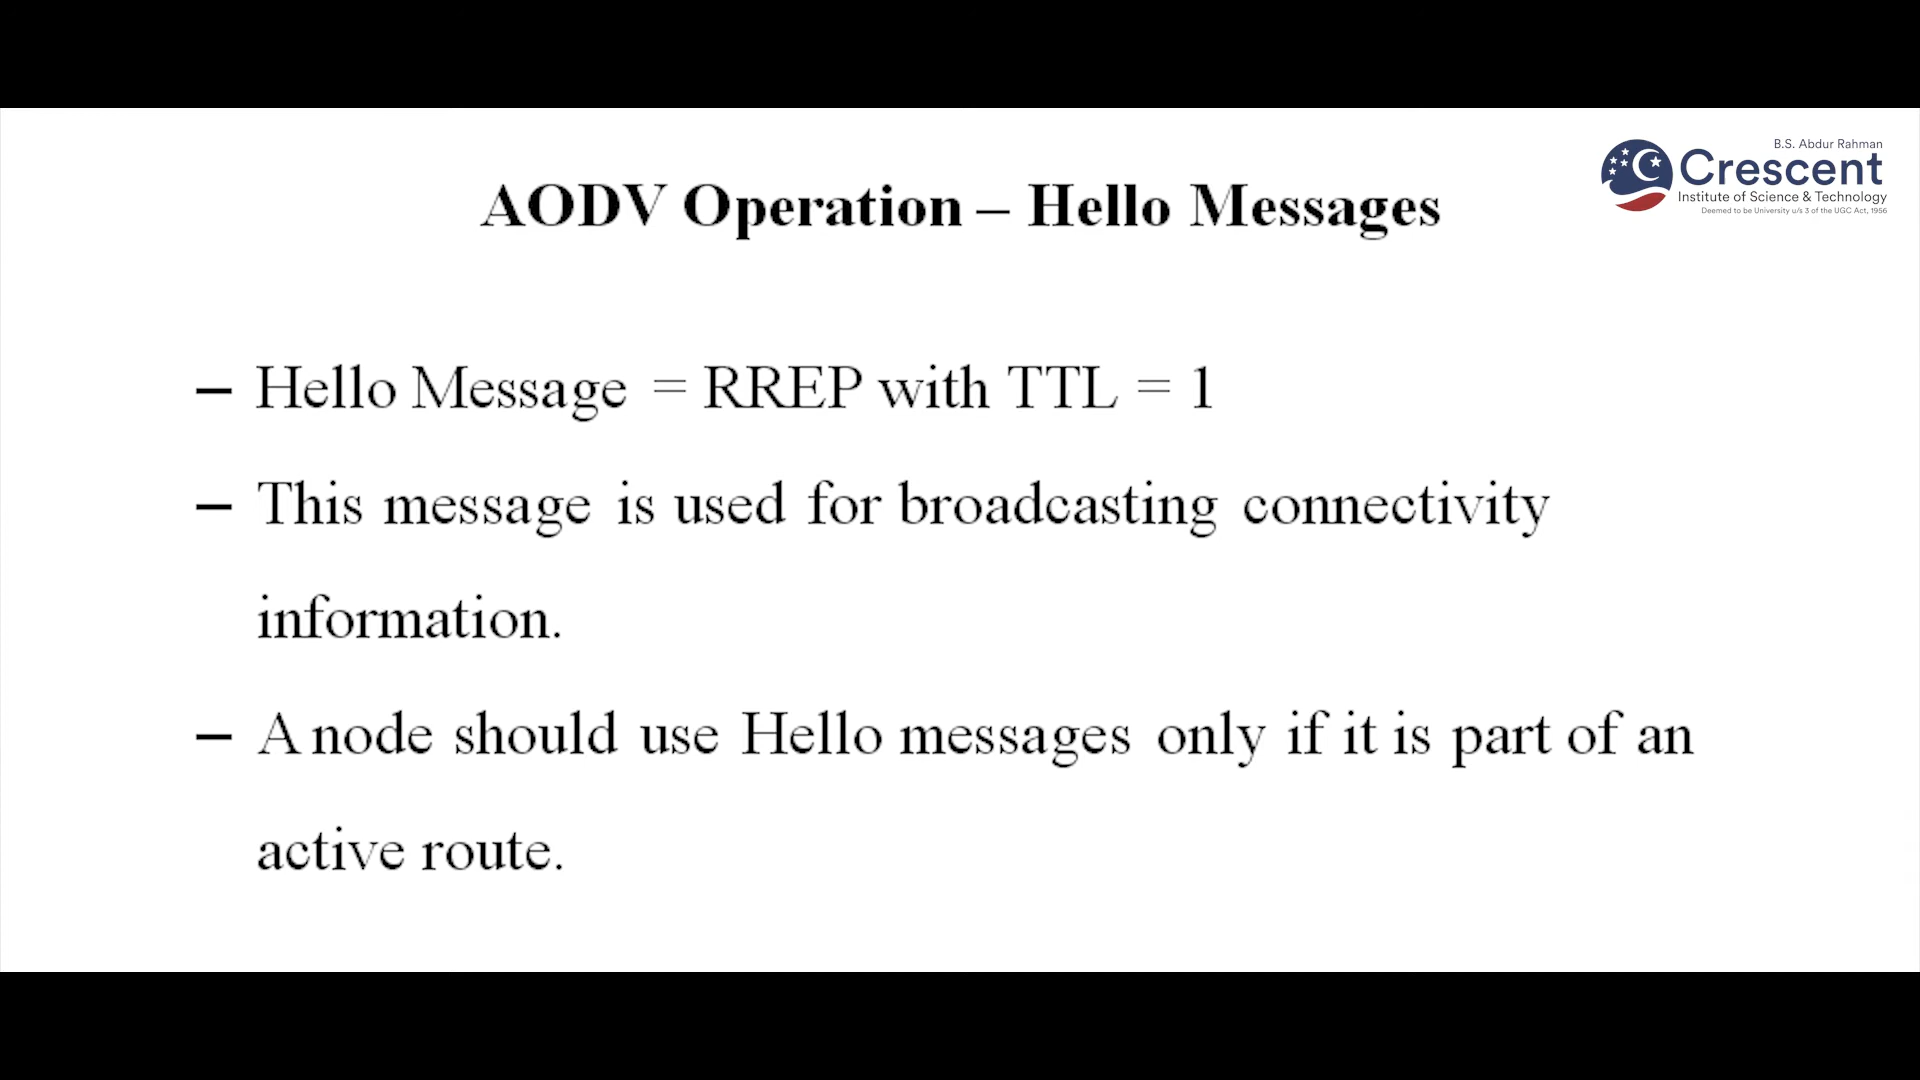 B.S. Abdur Rahman
Crescent
Institute of Science & Technology
Deemed to be University u/s 3 of the UGC Act, 1956
AODV Operation – Hello Messages
– Hello Message = RREP with TTL = 1
– This message is used for broadcasting connectivity
information.
– A node should use Hello messages only if it is part of an
active route.